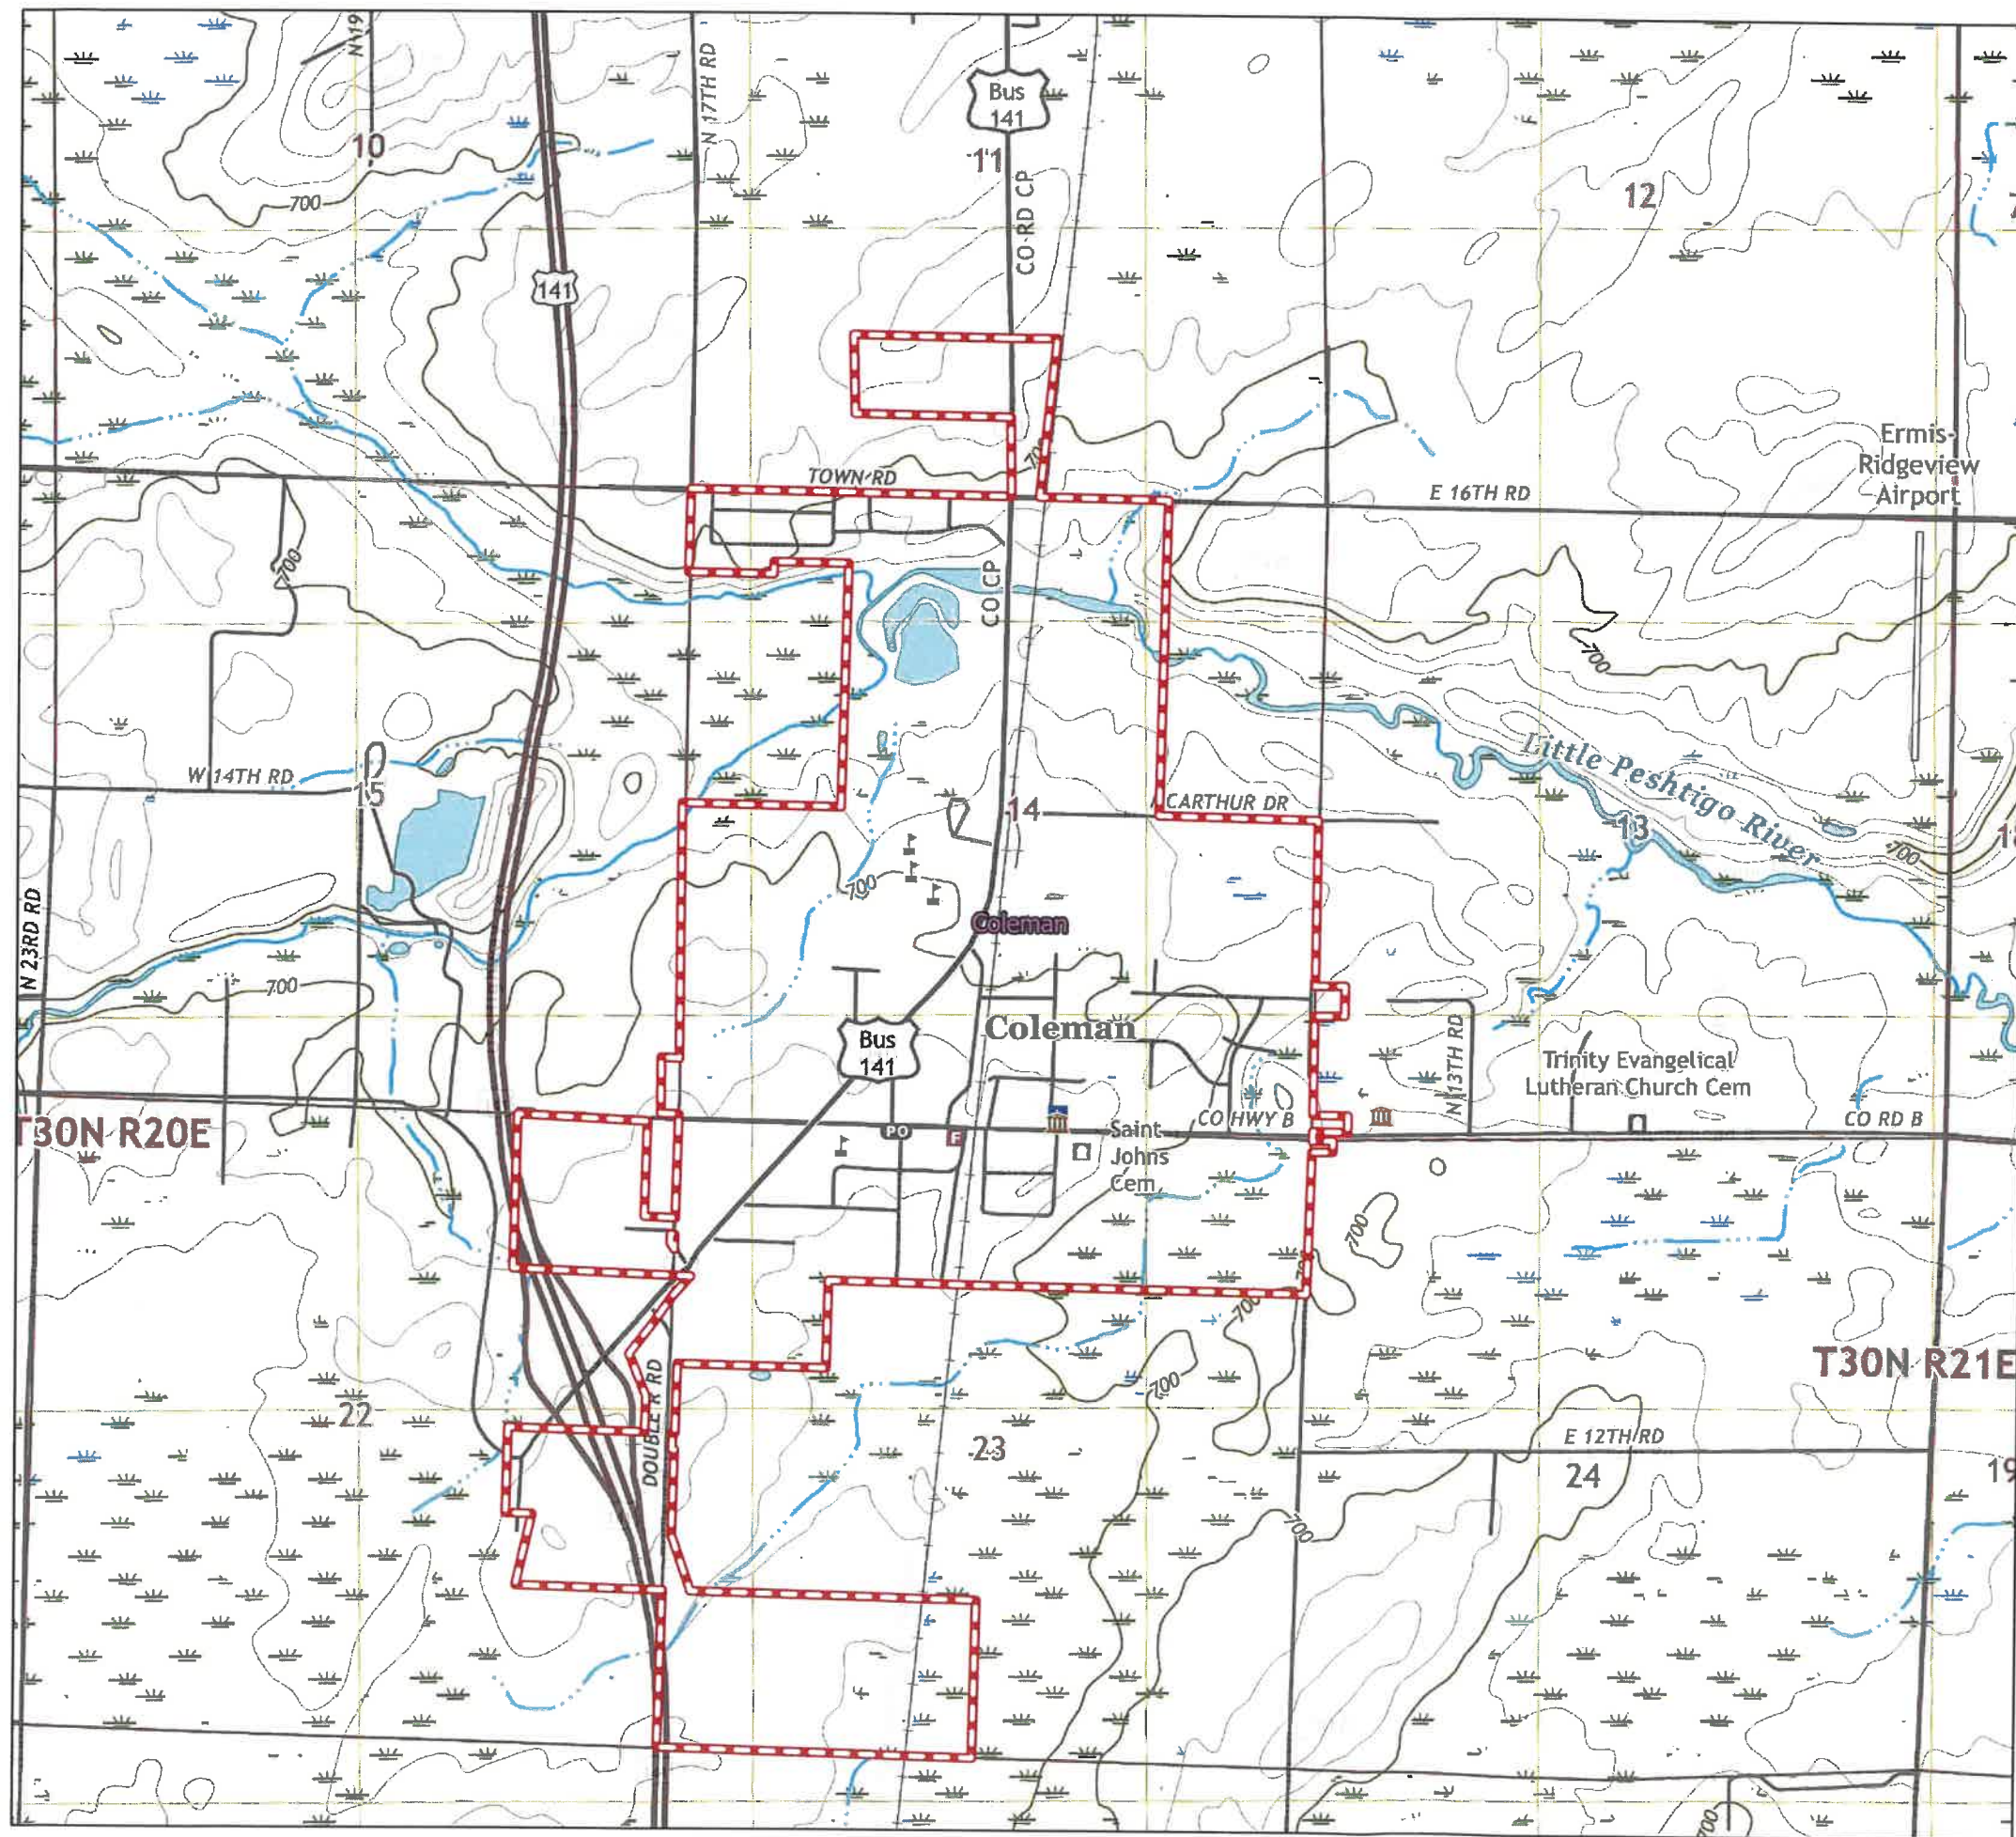 N 19
N 17TH RD
Bus
141
10
11
12
700
CO RD CP
141
Ermis-
Ridgeview
Airport
TOWN RD
E 16TH RD
700
CO CP
700
Little Peshtigo River
W 14TH RD
15
14
CARTHUR DR
13
700
700
Coleman
N 23RD RD
700
Coleman
Bus
141
N 13TH RD
Trinity Evangelical
Lutheran Church Cem
T30N R20E
PO
F
Saint
Johns
Cem
CO HWY B
CO RD B
700
700
T30N R21E
DOUBLE R RD
700
22
23
E 12TH RD
24
19
700
700